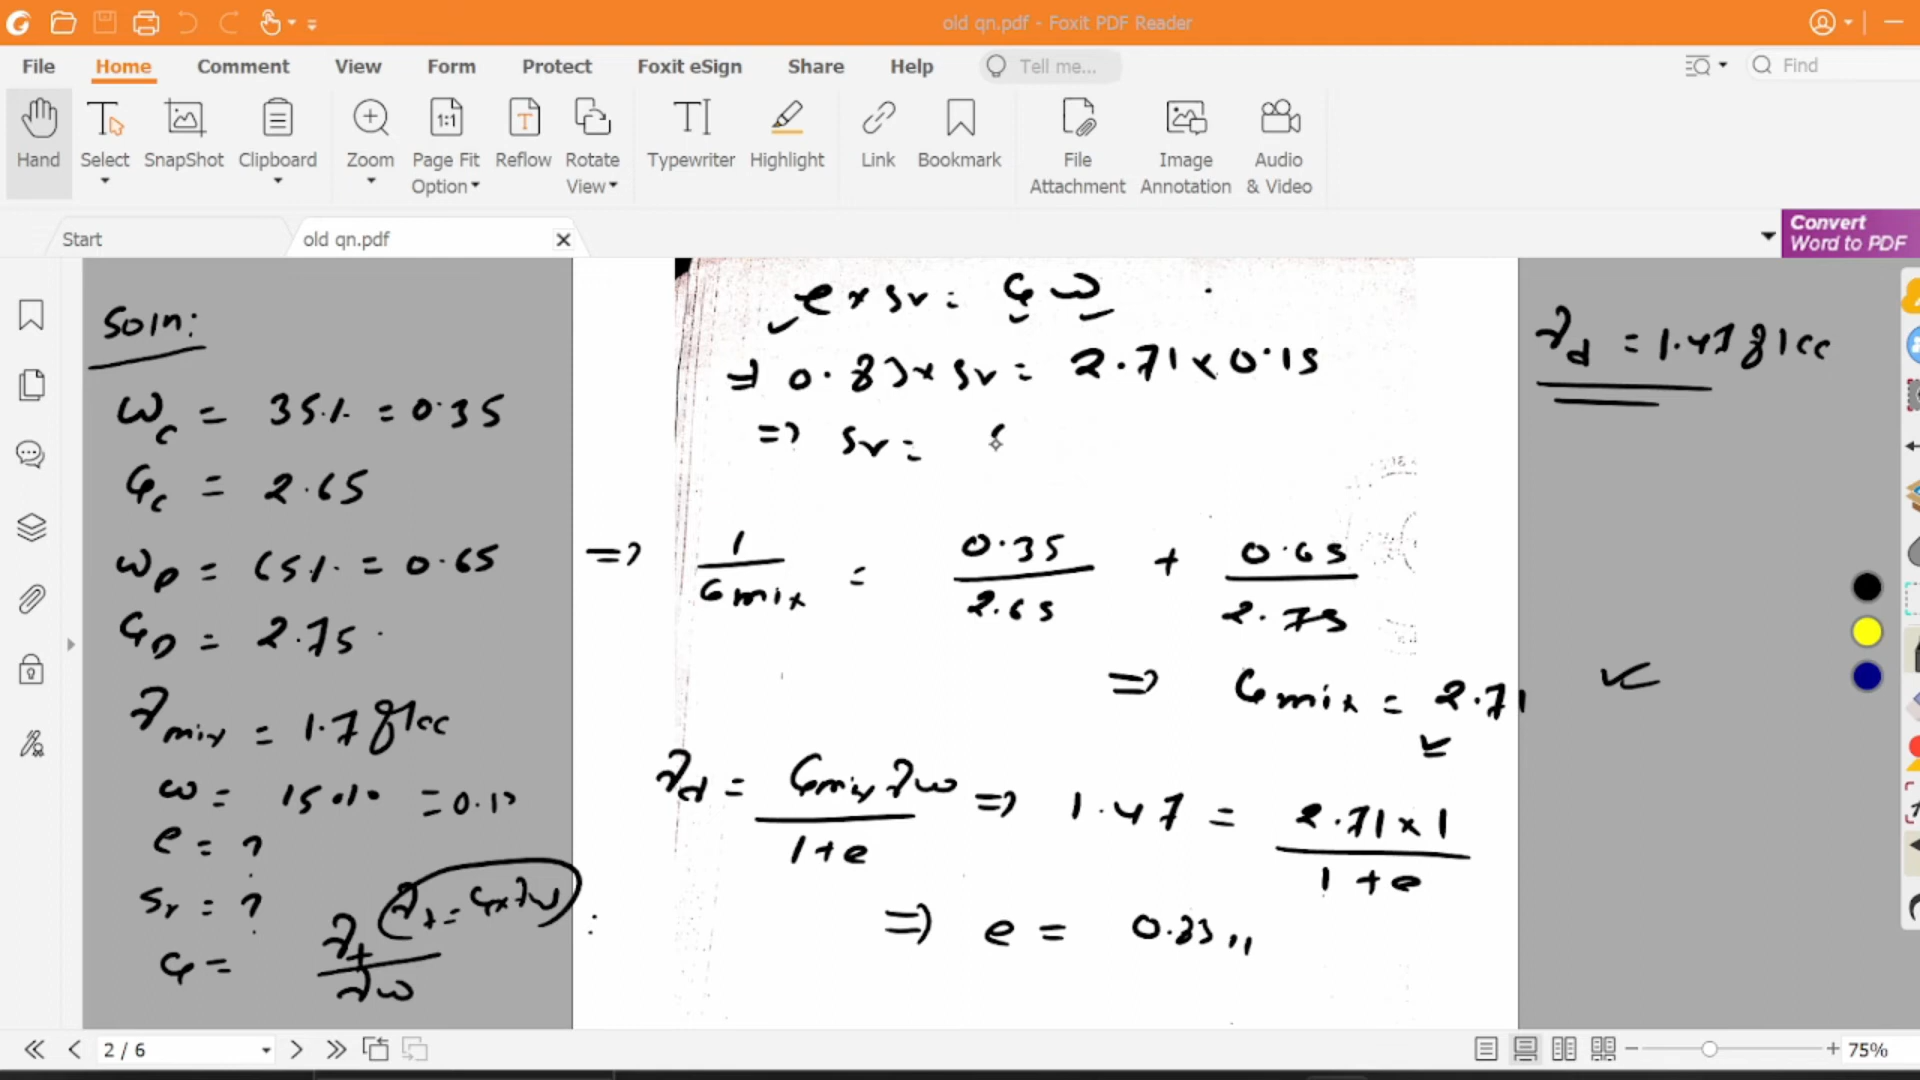 old qn.pdf - Foxit PDF Reader
File Home Comment View Form Protect Foxit eSign Share Help Tell me... Find
Hand Select SnapShot Clipboard Zoom Page Fit Option Reflow Rotate View Typewriter Highlight Link Bookmark File Attachment Image Annotation Audio & Video
Start old qn.pdf
Convert
Word to PDF
Soln:
ωc = 35% = 0.35
Gc = 2.65
ωp = 65% = 0.65
Gp = 2.75
γmix = 1.7 g/cc
ω = 15% = 0.15
e = ?
Sr = ?
G = γs/γω
(γs = G×γω)
e × Sr = G ω
=> 0.83 × Sr = 2.71 × 0.15
=> Sr =
=> 1/Gmix = 0.35/2.65 + 0.65/2.75
=> Gmix = 2.71
γd = Gmix γω/1+e => 1.47 = 2.71×1/1+e
=> e = 0.83
γd = 1.47 g/cc
2 / 6
75%